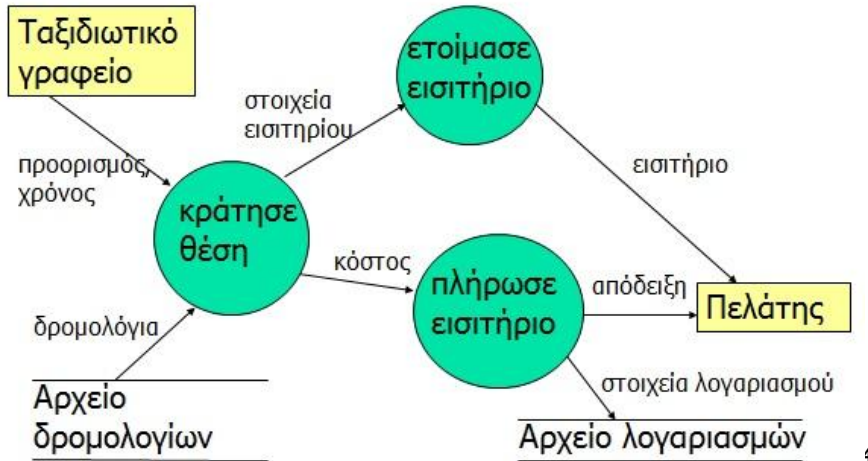 Ταξιδιωτικό
γραφείο
ετοίμασε
εισιτήριο
στοιχεία
εισιτηρίου
προορισμός,
χρόνος
εισιτήριο
κράτησε
θέση
κόστος
πλήρωσε
εισιτήριο
απόδειξη
Πελάτης
δρομολόγια
στοιχεία λογαριασμού
Αρχείο
δρομολογίων
Αρχείο λογαριασμών